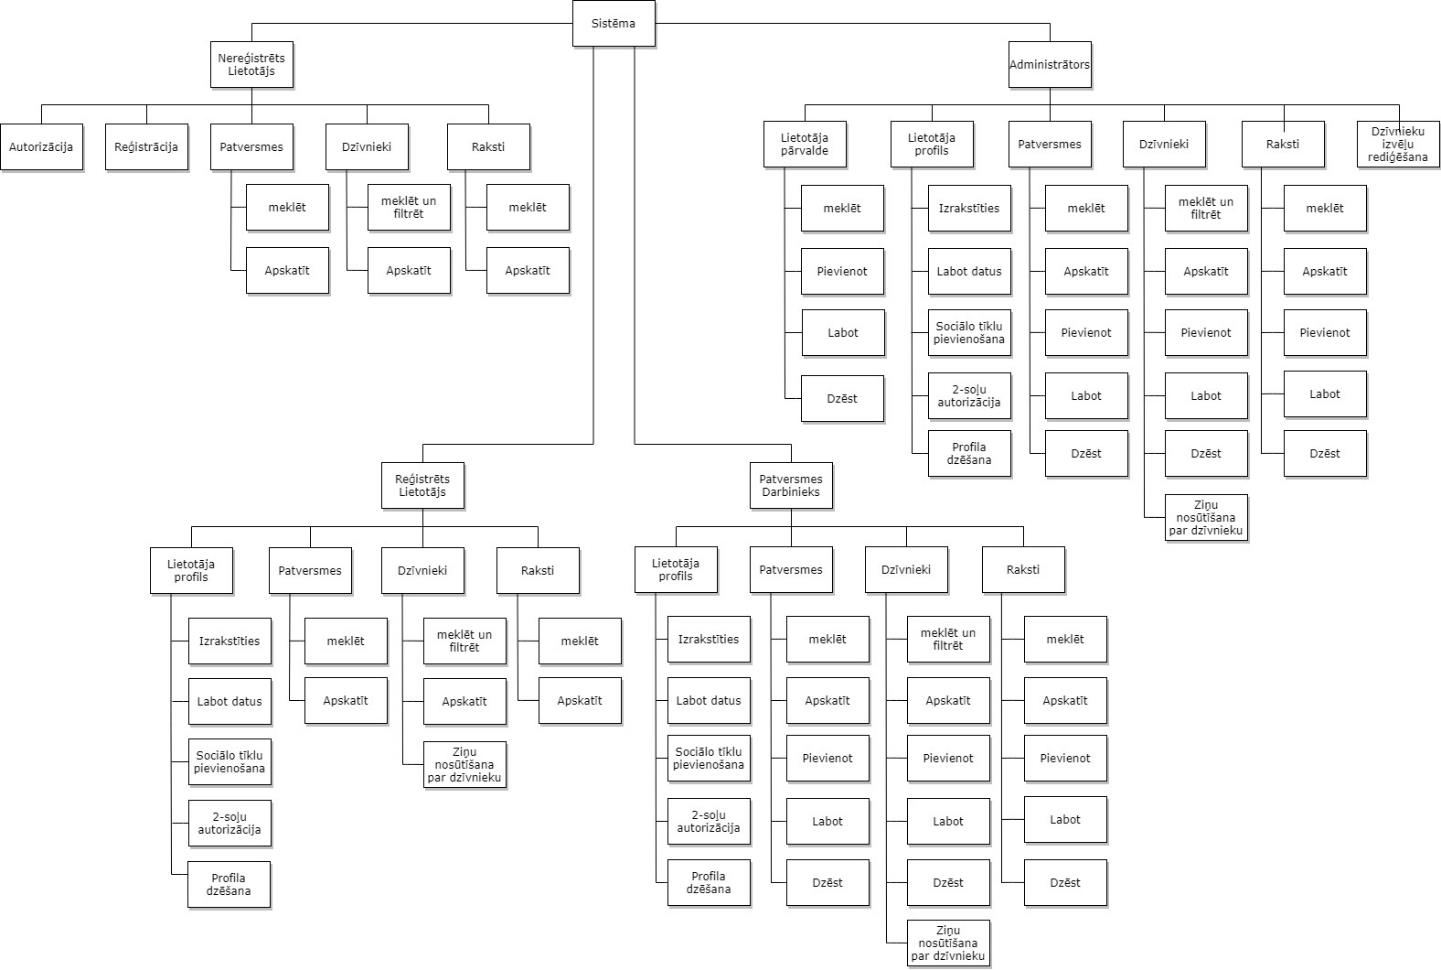 Sistēma
Nereģistrēts
Lietotājs
Autorizācija
Reģistrācija
Patversmes
meklēt
Apskatīt
Dzīvnieki
meklēt un
filtrēt
Apskatīt
Raksti
meklēt
Apskatīt
Administrātors
Lietotāja
pārvalde
meklēt
Pievienot
Labot
Dzēst
Lietotāja
profils
Izrakstīties
Labot datus
Sociālo tīklu
pievienošana
2-soļu
autorizācija
Profila
dzēšana
Patversmes
meklēt
Apskatīt
Pievienot
Labot
Dzēst
Dzīvnieki
meklēt un
filtrēt
Apskatīt
Pievienot
Labot
Dzēst
Ziņu
nosūtīšana
par dzīvnieku
Raksti
meklēt
Apskatīt
Pievienot
Labot
Dzēst
Dzīvnieku
izvēļu
rediģēšana
Reģistrēts
Lietotājs
Lietotāja
profils
Izrakstīties
Labot datus
Sociālo tīklu
pievienošana
2-soļu
autorizācija
Profila
dzēšana
Patversmes
meklēt
Apskatīt
Dzīvnieki
meklēt un
filtrēt
Apskatīt
Ziņu
nosūtīšana
par dzīvnieku
Raksti
meklēt
Apskatīt
Patversmes
Darbinieks
Lietotāja
profils
Izrakstīties
Labot datus
Sociālo tīklu
pievienošana
2-soļu
autorizācija
Profila
dzēšana
Patversmes
meklēt
Apskatīt
Pievienot
Labot
Dzēst
Dzīvnieki
meklēt un
filtrēt
Apskatīt
Pievienot
Labot
Dzēst
Ziņu
nosūtīšana
par dzīvnieku
Raksti
meklēt
Apskatīt
Pievienot
Labot
Dzēst